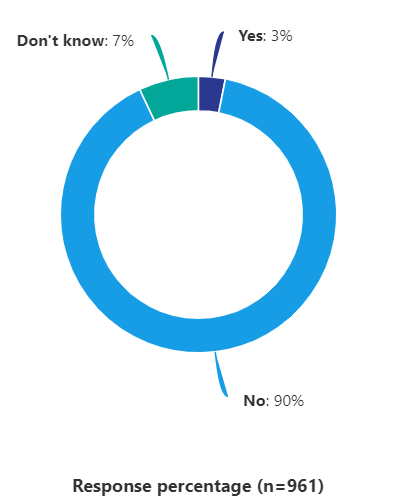 Don't know: 7%
Yes: 3%
No: 90%
Response percentage (n=961)